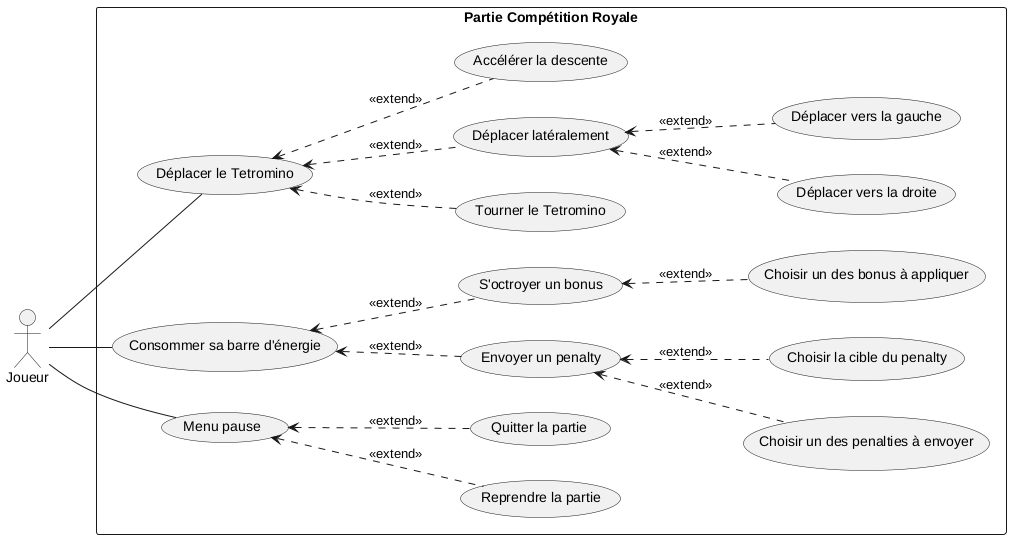 Partie Compétition Royale
Accélérer la descente
«extend»
Déplacer vers la gauche
«extend»
Déplacer latéralement
«extend»
«extend»
Déplacer le Tetromino
Déplacer vers la droite
«extend»
Tourner le Tetromino
«extend»
Choisir un des bonus à appliquer
S'octroyer un bonus
«extend»
Consommer sa barre d'énergie
«extend»
Envoyer un penalty
«extend»
Choisir la cible du penalty
Joueur
«extend»
Menu pause
«extend»
Quitter la partie
Choisir un des penalties à envoyer
«extend»
Reprendre la partie